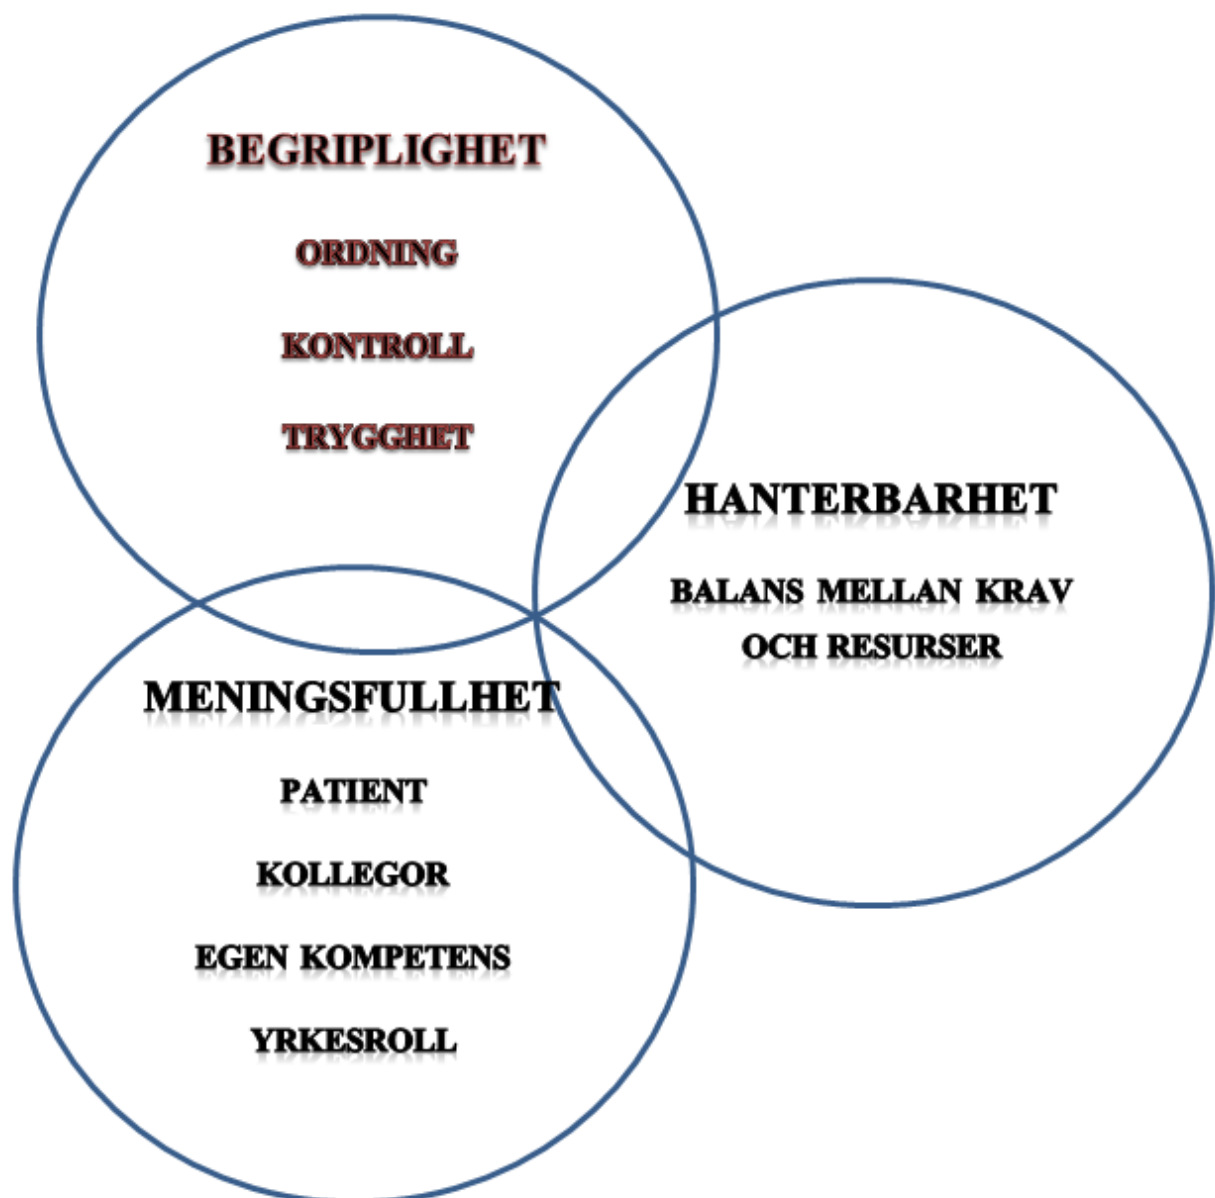 BEGRIPLIGHET
ORDNING
KONTROLL
TRYGGHET
HANTERBARHET
BALANS MELLAN KRAV
OCH RESURSER
MENINGSFULLHET
PATIENT
KOLLEGOR
EGEN KOMPETENS
YRKESROLL